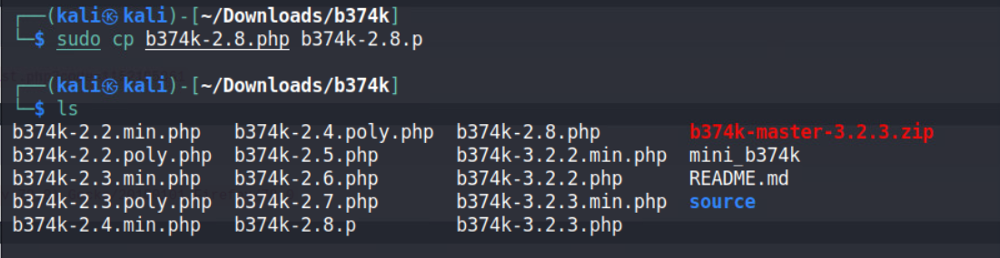 ┌──(kali㉿kali)-[~/Downloads/b374k]
└─$ sudo cp b374k-2.8.php b374k-2.8.p
┌──(kali㉿kali)-[~/Downloads/b374k]
└─$ ls
b374k-2.2.min.php b374k-2.4.poly.php b374k-2.8.php b374k-master-3.2.3.zip
b374k-2.2.poly.php b374k-2.5.php b374k-3.2.2.min.php mini_b374k
b374k-2.3.min.php b374k-2.6.php b374k-3.2.2.php README.md
b374k-2.3.poly.php b374k-2.7.php b374k-3.2.3.min.php source
b374k-2.4.min.php b374k-2.8.p b374k-3.2.3.php